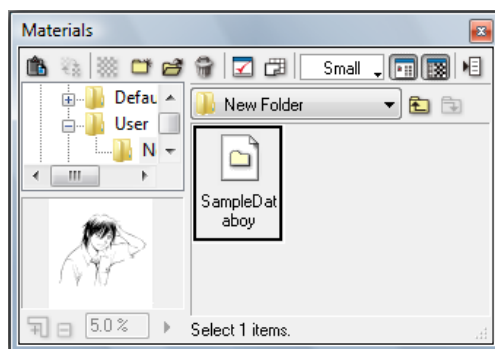 Materials
Small
Defau
User
N
New Folder
SampleDat
aboy
5.0 %
Select 1 items.